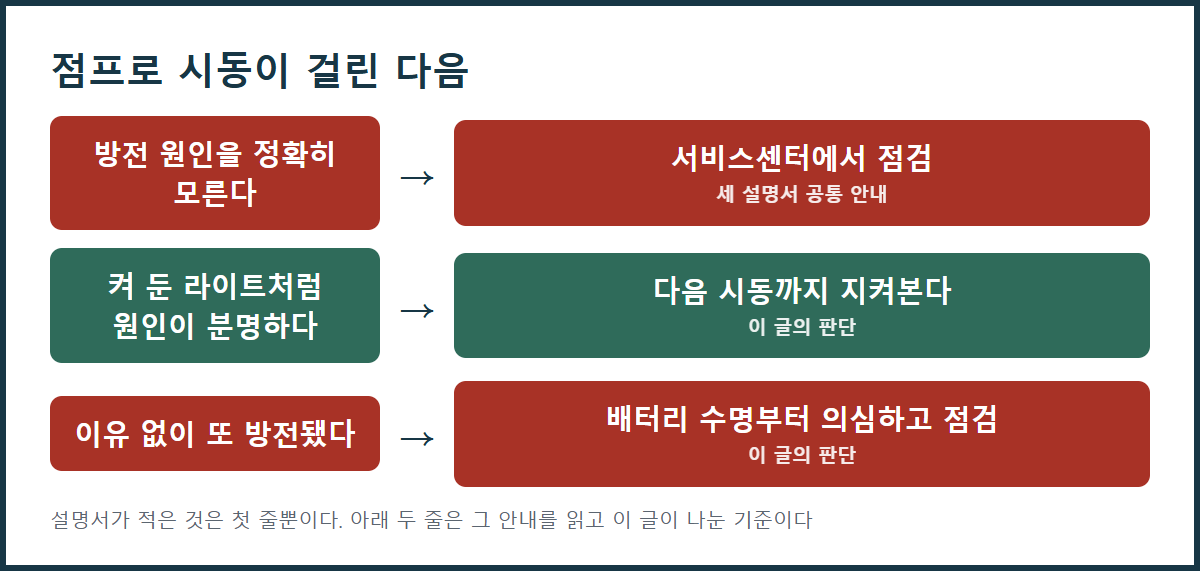 점프로 시동이 걸린 다음
방전 원인을 정확히
모른다
→
서비스센터에서 점검
세 설명서 공통 안내
켜 둔 라이트처럼
원인이 분명하다
→
다음 시동까지 지켜본다
이 글의 판단
이유 없이 또 방전됐다
→
배터리 수명부터 의심하고 점검
이 글의 판단
설명서가 적은 것은 첫 줄뿐이다. 아래 두 줄은 그 안내를 읽고 이 글이 나눈 기준이다